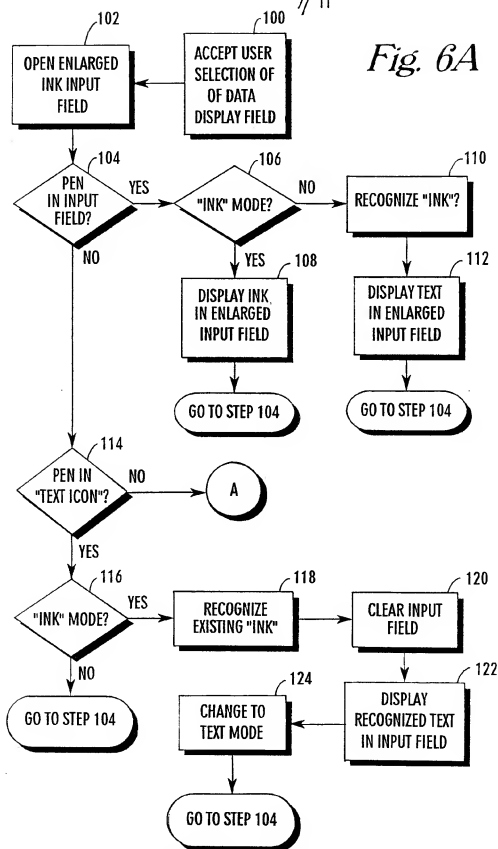 Fig. 6A
100
ACCEPT USER
SELECTION OF
OF DATA
DISPLAY FIELD
102
OPEN ENLARGED
INK INPUT
FIELD
104
PEN
IN INPUT
FIELD?
YES
NO
106
"INK" MODE?
NO
YES
110
RECOGNIZE "INK"?
108
DISPLAY INK
IN ENLARGED
INPUT FIELD
112
DISPLAY TEXT
IN ENLARGED
INPUT FIELD
GO TO STEP 104
GO TO STEP 104
114
PEN IN
"TEXT ICON"?
NO
A
YES
116
"INK" MODE?
YES
NO
GO TO STEP 104
118
RECOGNIZE
EXISTING "INK"
120
CLEAR INPUT
FIELD
122
DISPLAY
RECOGNIZED TEXT
IN INPUT FIELD
124
CHANGE TO
TEXT MODE
GO TO STEP 104